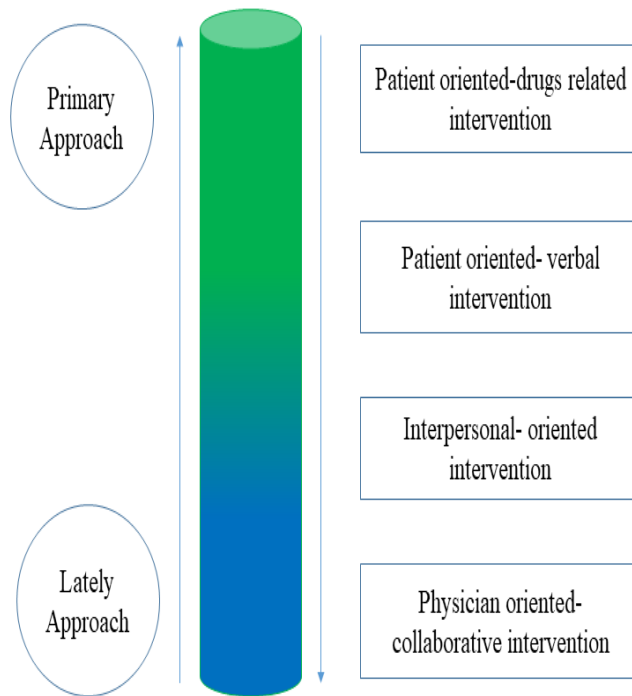 Primary
Approach
Patient oriented-drugs related
intervention
Patient oriented- verbal
intervention
Interpersonal- oriented
intervention
Lately
Approach
Physician oriented-
collaborative intervention